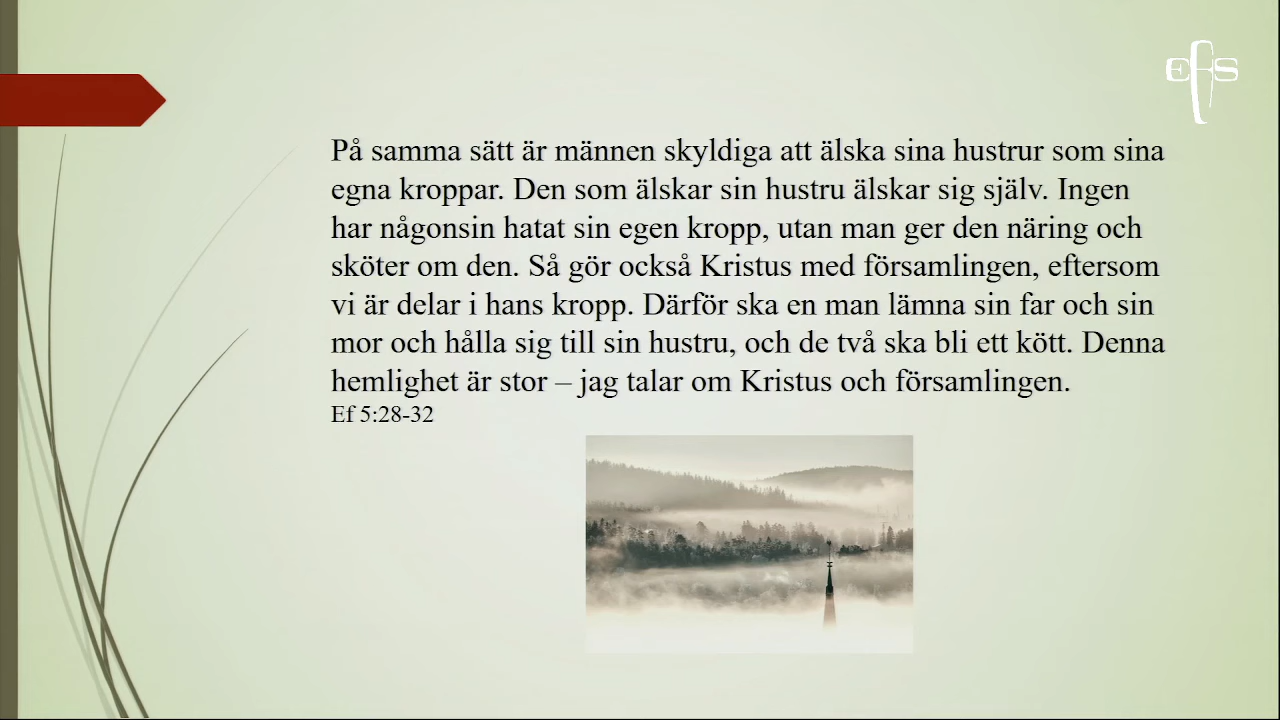 EFS
På samma sätt är männen skyldiga att älska sina hustrur som sina
egna kroppar. Den som älskar sin hustru älskar sig själv. Ingen
har någonsin hatat sin egen kropp, utan man ger den näring och
sköter om den. Så gör också Kristus med församlingen, eftersom
vi är delar i hans kropp. Därför ska en man lämna sin far och sin
mor och hålla sig till sin hustru, och de två ska bli ett kött. Denna
hemlighet är stor – jag talar om Kristus och församlingen.
Ef 5:28-32